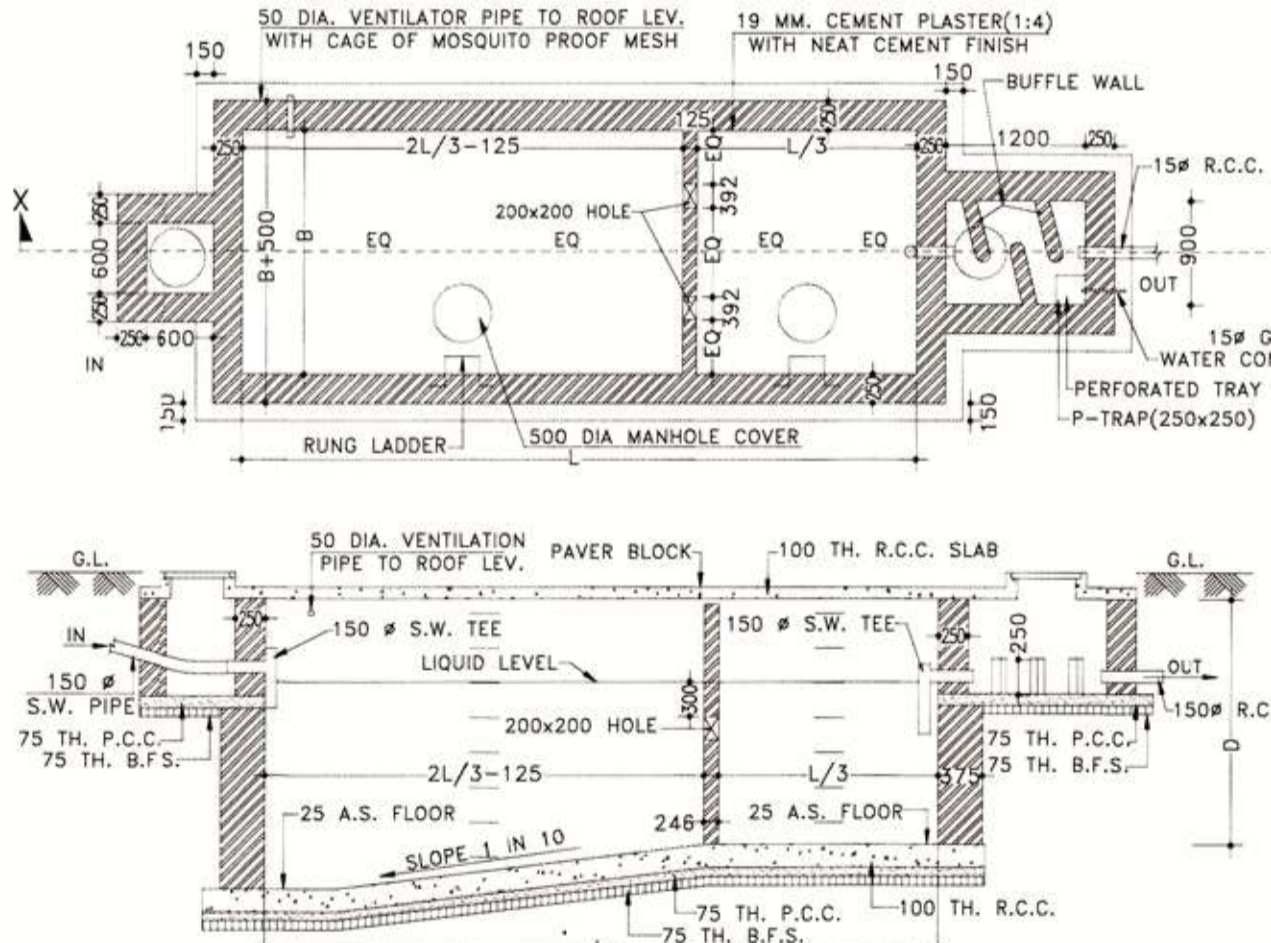 50 DIA. VENTILATOR PIPE TO ROOF LEV.
WITH CAGE OF MOSQUITO PROOF MESH
19 MM. CEMENT PLASTER(1:4)
WITH NEAT CEMENT FINISH
150
150
BUFFLE WALL
125
250
250
2L/3-125
EQ
L/3
250
1200
250
15ø R.C.C.
X
250
600
250
B+500
B
200x200 HOLE
392
EQ
EQ
EQ
EQ
EQ
392
EQ
900
OUT
250
600
IN
250
15ø G
WATER CON
PERFORATED TRAY
P-TRAP(250x250)
150
150
RUNG LADDER
500 DIA MANHOLE COVER
L
50 DIA. VENTILATION
PIPE TO ROOF LEV.
PAVER BLOCK
100 TH. R.C.C. SLAB
G.L.
G.L.
250
150 ø S.W. TEE
150 ø S.W. TEE
250
250
IN
LIQUID LEVEL
OUT
150 ø
S.W. PIPE
300
150ø R.C
75 TH. P.C.C.
75 TH. B.F.S.
200x200 HOLE
75 TH. P.C.C.
75 TH. B.F.S.
D
2L/3-125
L/3
375
25 A.S. FLOOR
246
25 A.S. FLOOR
SLOPE 1 IN 10
75 TH. P.C.C.
75 TH. B.F.S.
100 TH. R.C.C.